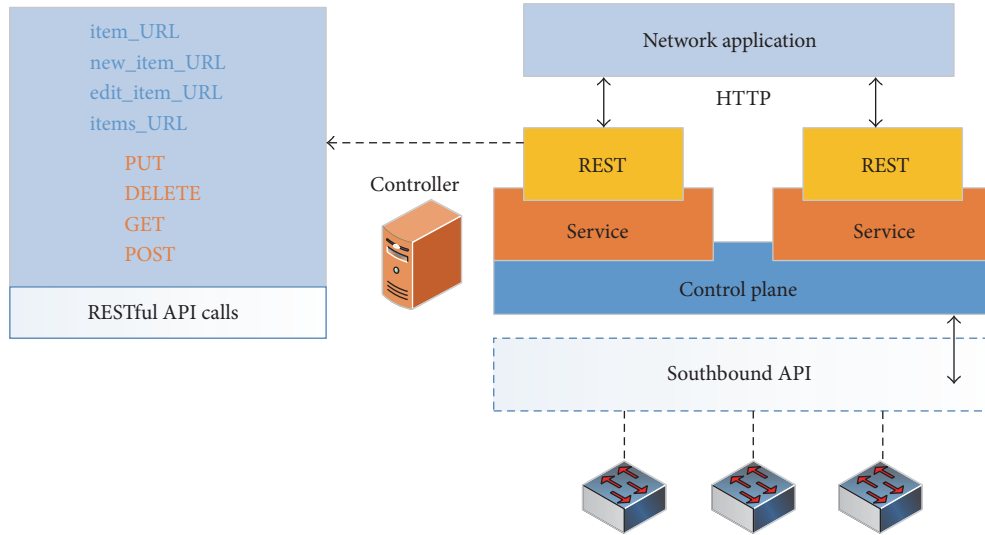 item_URL
new_item_URL
edit_item_URL
items_URL
PUT
DELETE
GET
POST
RESTful API calls
Network application
HTTP
REST
REST
Controller
Service
Service
Control plane
Southbound API